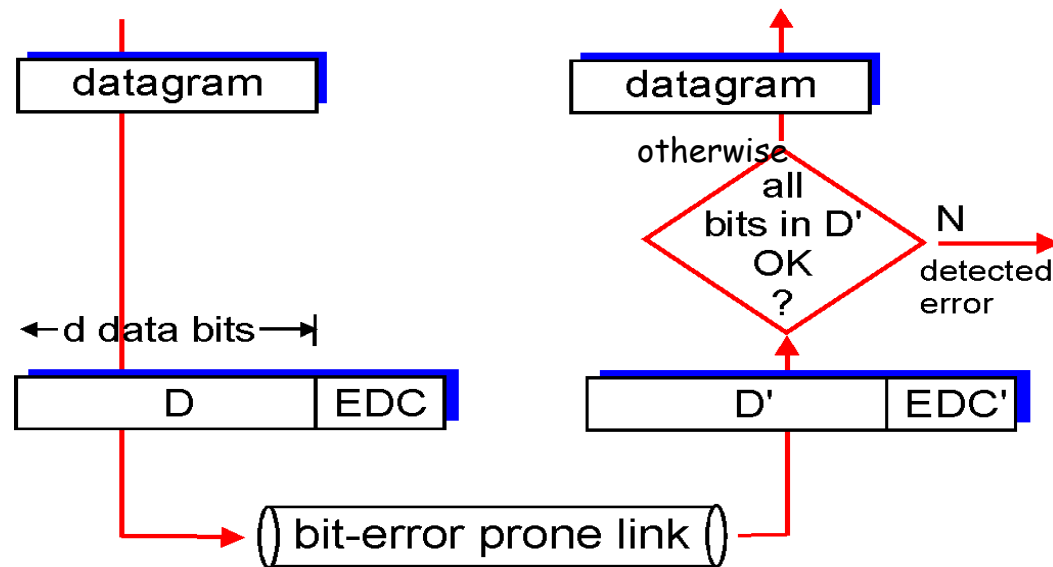 datagram
d data bits
D
EDC
bit-error prone link
datagram
otherwise
all
bits in D'
OK
?
N
detected
error
D'
EDC'